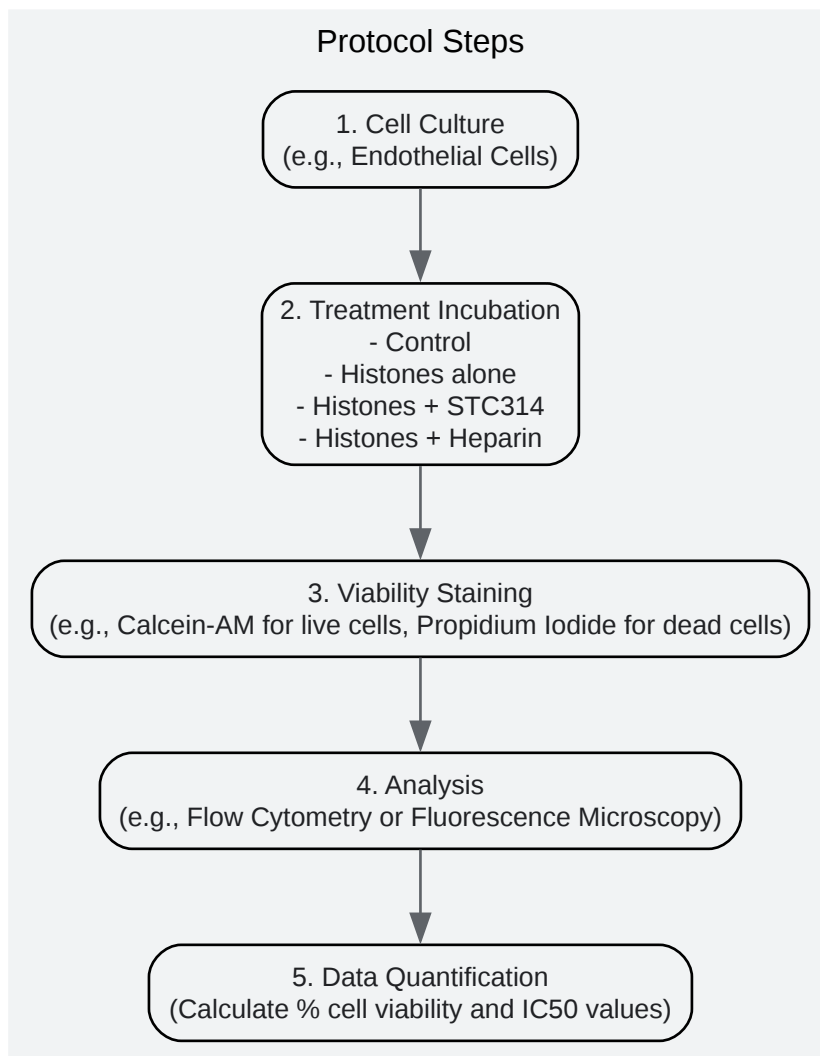 Protocol Steps
1. Cell Culture
(e.g., Endothelial Cells)
2. Treatment Incubation
- Control
- Histones alone
- Histones + STC314
- Histones + Heparin
3. Viability Staining
(e.g., Calcein-AM for live cells, Propidium Iodide for dead cells)
4. Analysis
(e.g., Flow Cytometry or Fluorescence Microscopy)
5. Data Quantification
(Calculate % cell viability and IC50 values)